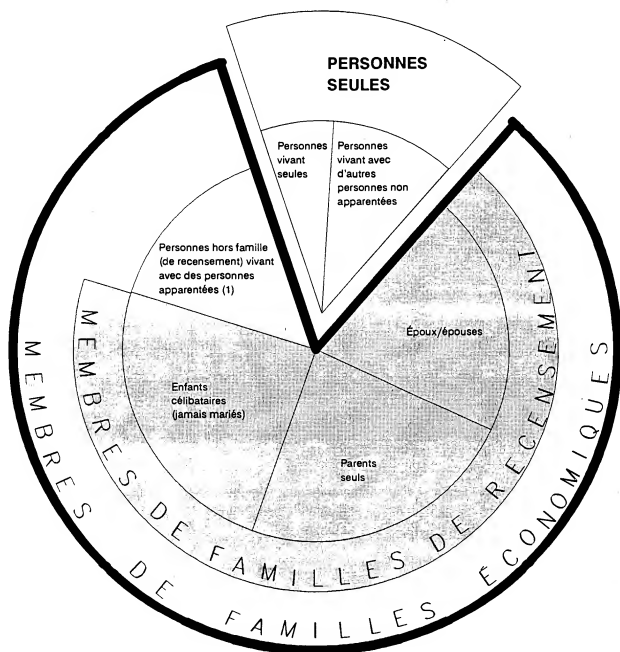 PERSONNES
SEULES
Personnes
vivant
seules
Personnes
vivant avec
d'autres
personnes non
apparentées
Personnes hors famille
(de recensement) vivant
avec des personnes
apparentées (1)
Époux/épouses
Enfants
célibataires
(jamais mariés)
Parents
seuls
MEMBRES DE FAMILLES DE RECENSEMENT
MEMBRES DE FAMILLES ÉCONOMIQUES